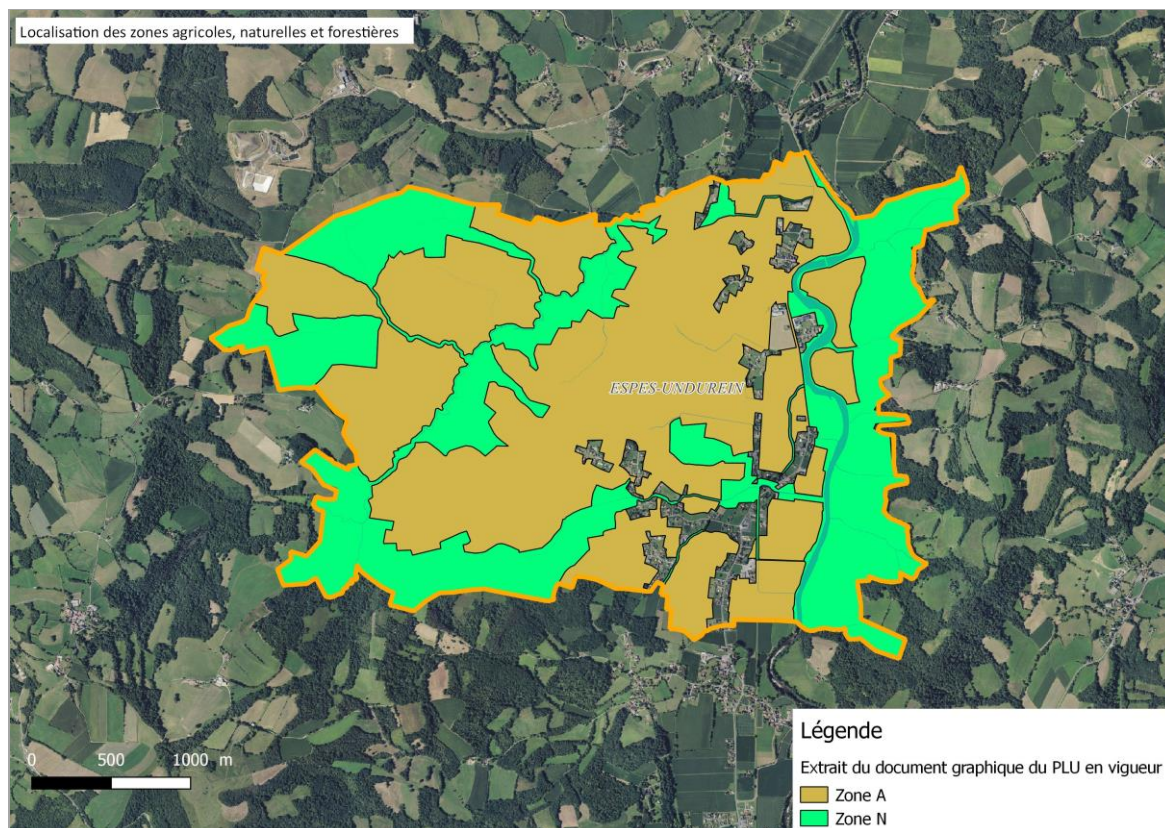 Localisation des zones agricoles, naturelles et forestières
ESPES-UNDUREIN
0 500 1000 m
Légende
Extrait du document graphique du PLU en vigueur
Zone A
Zone N